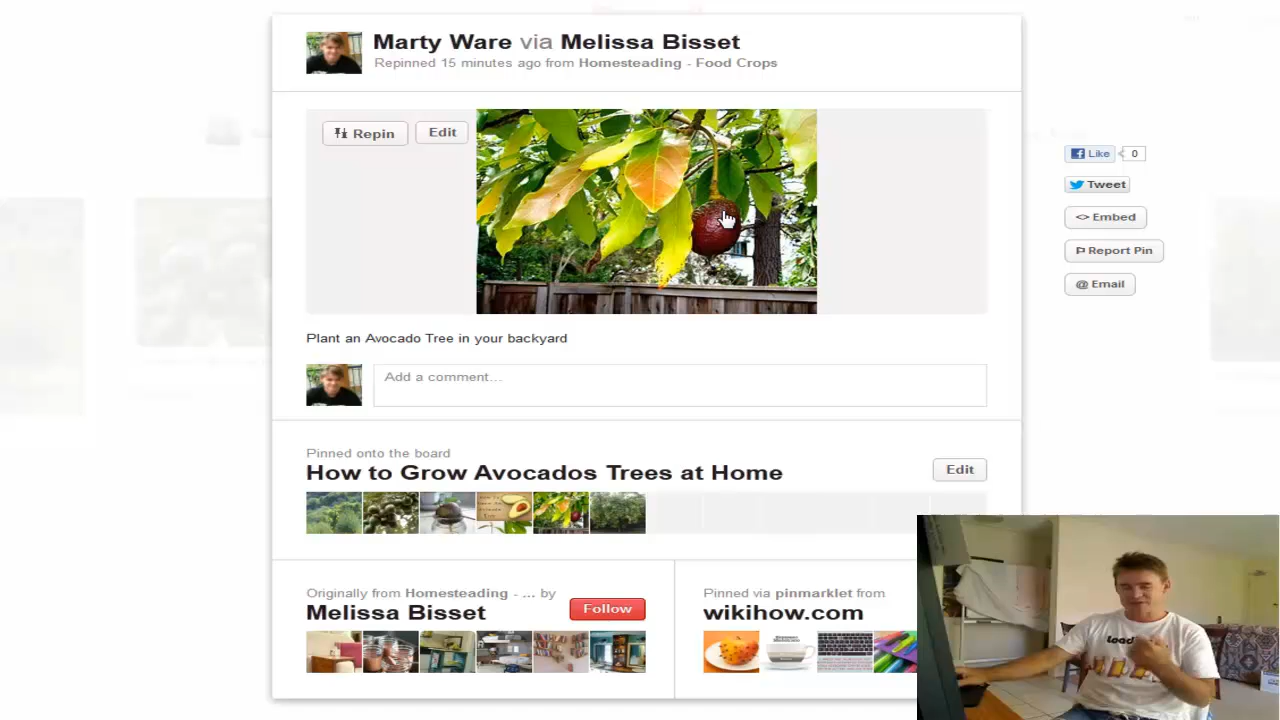 Marty Ware via Melissa Bisset
Repinned 15 minutes ago from Homesteading - Food Crops
Repin
Edit
Like
0
Tweet
<> Embed
Report Pin
@ Email
Plant an Avocado Tree in your backyard
Add a comment...
Pinned onto the board
How to Grow Avocados Trees at Home
Edit
Originally from Homesteading - ... by
Melissa Bisset
Follow
Pinned via pinmarklet from
wikihow.com